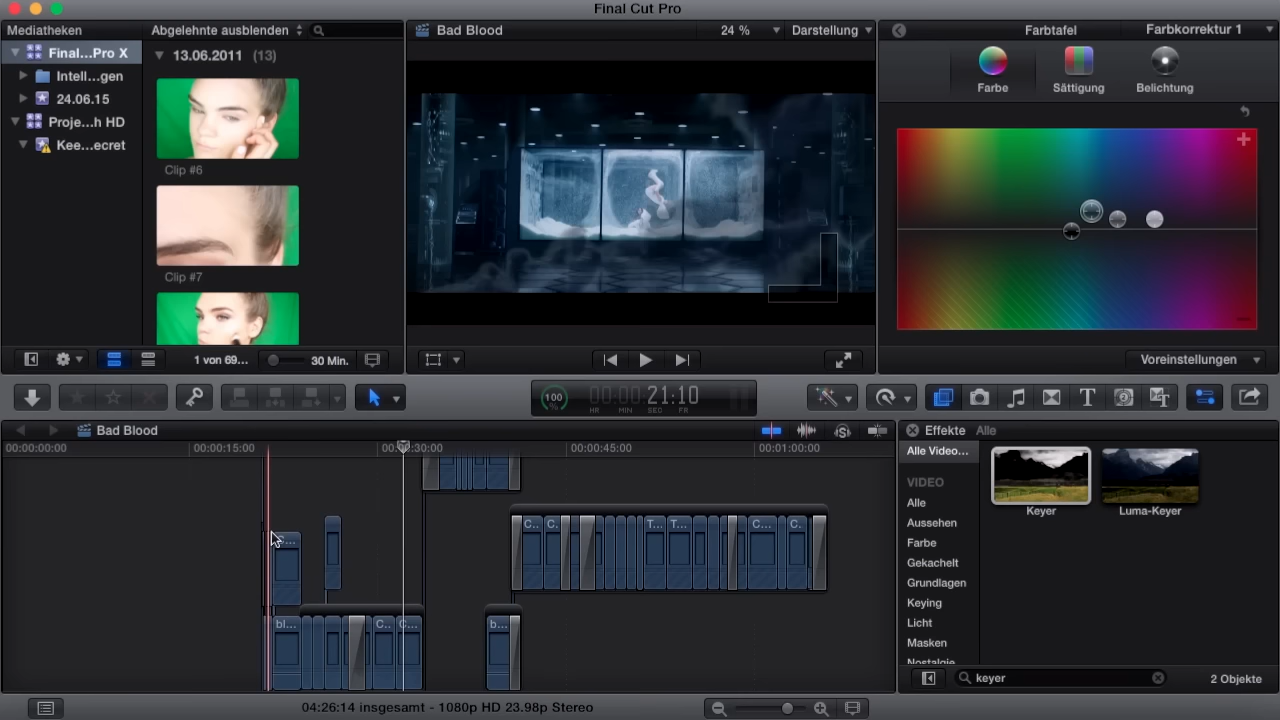 Final Cut Pro
Mediatheken
Abgelehnte ausblenden
Bad Blood
24 %
Darstellung
Farbtafel
Farbkorrektur 1
Final...Pro X
Intell...gen
24.06.15
Proje...h HD
Kee...ecret
13.06.2011 (13)
Clip #6
Clip #7
Farbe
Sättigung
Belichtung
1 von 69...
30 Min.
Voreinstellungen
100
00:00:21:10
HR MIN SEC FR
Bad Blood
00:00:00:00
00:00:15:00
00:00:30:00
00:00:45:00
00:01:00:00
C...
C..
C.
T...
T...
C...
C.
bl...
C..
C...
b...
Effekte
Alle
Alle Video...
VIDEO
Alle
Aussehen
Farbe
Gekachelt
Grundlagen
Keying
Licht
Masken
Nostalgie
Keyer
Luma-Keyer
keyer
2 Objekte
04:26:14 insgesamt - 1080p HD 23.98p Stereo